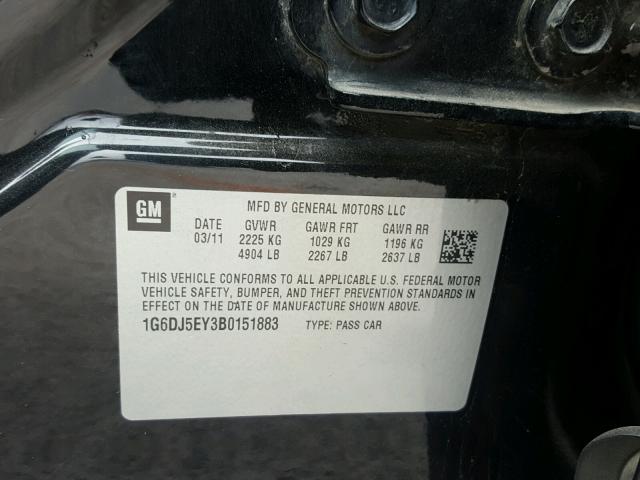 GM
MFD BY GENERAL MOTORS LLC
DATE GVWR GAWR FRT GAWR RR
03/11 2225 KG 1029 KG 1196 KG
4904 LB 2267 LB 2637 LB
THIS VEHICLE CONFORMS TO ALL APPLICABLE U.S. FEDERAL MOTOR
VEHICLE SAFETY, BUMPER, AND THEFT PREVENTION STANDARDS IN
EFFECT ON THE DATE OF MANUFACTURE SHOWN ABOVE.
1G6DJ5EY3B0151883 TYPE: PASS CAR